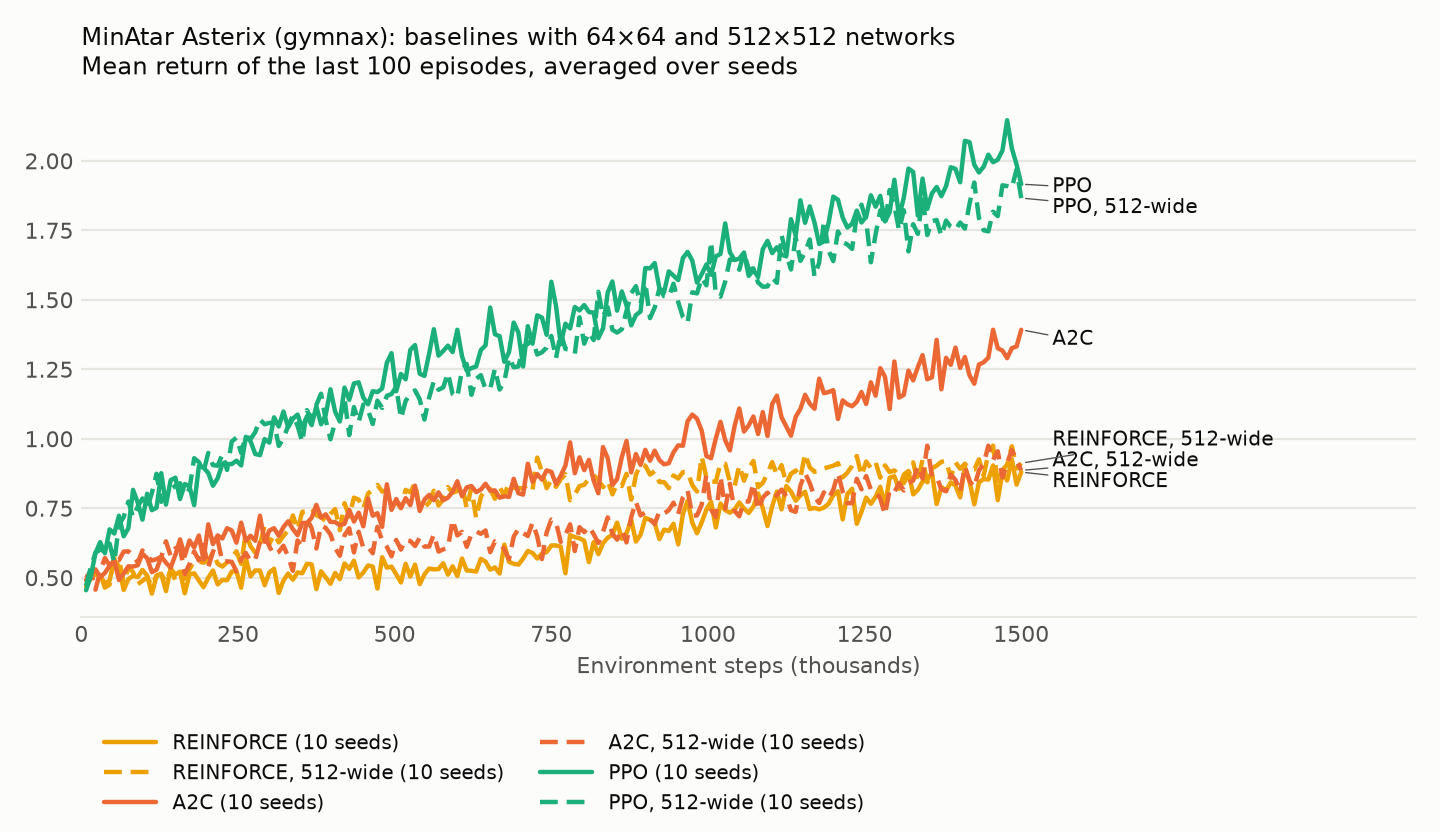 MinAtar Asterix (gymnax): baselines with 64×64 and 512×512 networks
Mean return of the last 100 episodes, averaged over seeds
2.00
1.75
1.50
1.25
1.00
0.75
0.50
PPO
PPO, 512-wide
A2C
REINFORCE, 512-wide
A2C, 512-wide
REINFORCE
0 250 500 750 1000 1250 1500
Environment steps (thousands)
REINFORCE (10 seeds)
REINFORCE, 512-wide (10 seeds)
A2C (10 seeds)
A2C, 512-wide (10 seeds)
PPO (10 seeds)
PPO, 512-wide (10 seeds)